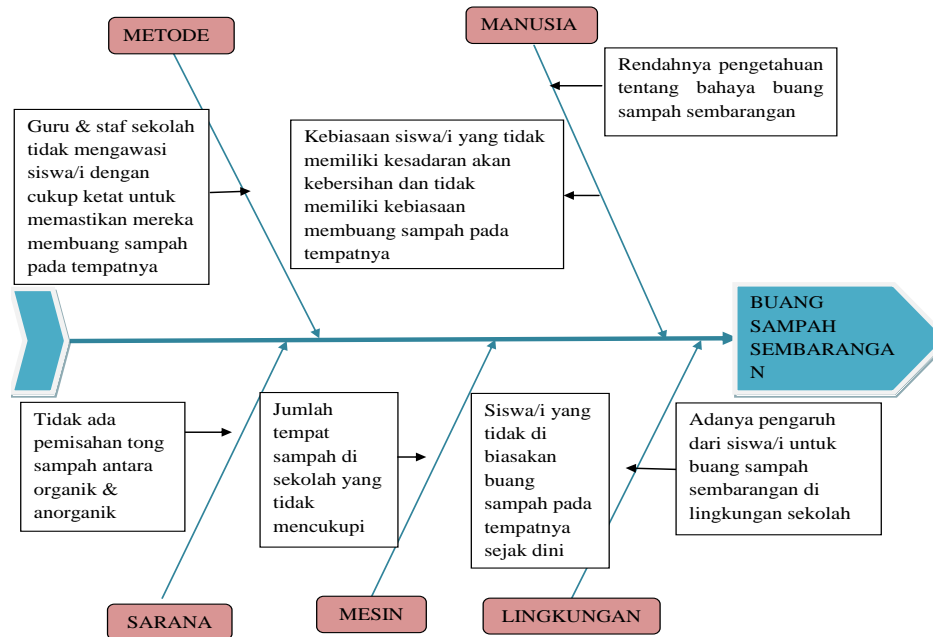 METODE
MANUSIA
Rendahnya pengetahuan
tentang bahaya buang
sampah sembarangan
Guru & staf sekolah
tidak mengawasi
siswa/i dengan
cukup ketat untuk
memastikan mereka
membuang sampah
pada tempatnya
Kebiasaan siswa/i yang tidak
memiliki kesadaran akan
kebersihan dan tidak
memiliki kebiasaan
membuang sampah pada
tempatnya
BUANG
SAMPAH
SEMBARANGA
N
Tidak ada
pemisahan tong
sampah antara
organik &
anorganik
Jumlah
tempat
sampah di
sekolah yang
tidak
mencukupi
Siswa/i yang
tidak di
biasakan
buang
sampah pada
tempatnya
sejak dini
Adanya pengaruh
dari siswa/i untuk
buang sampah
sembarangan di
lingkungan sekolah
SARANA
MESIN
LINGKUNGAN